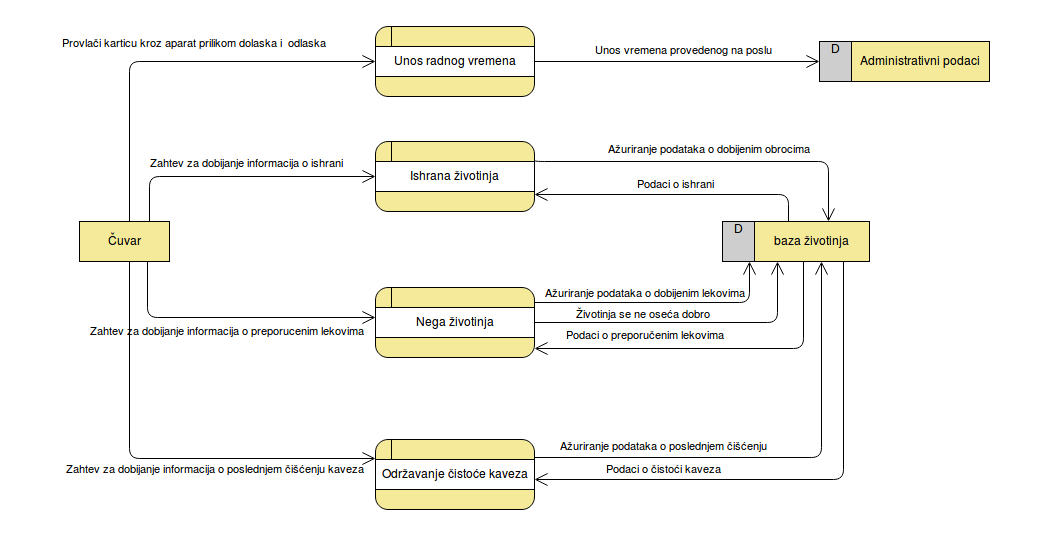 Provlači karticu kroz aparat prilikom dolaska i odlaska
Unos radnog vremena
Unos vremena provedenog na poslu
D
Administrativni podaci
Zahtev za dobijanje informacija o ishrani
Ishrana životinja
Ažuriranje podataka o dobijenim obrocima
Podaci o ishrani
Čuvar
D
baza životinja
Zahtev za dobijanje informacija o preporucenim lekovima
Nega životinja
Ažuriranje podataka o dobijenim lekovima
Životinja se ne oseća dobro
Podaci o preporučenim lekovima
Zahtev za dobijanje informacija o poslednjem čišćenju kaveza
Održavanje čistoće kaveza
Ažuriranje podataka o poslednjem čišćenju
Podaci o čistoći kaveza